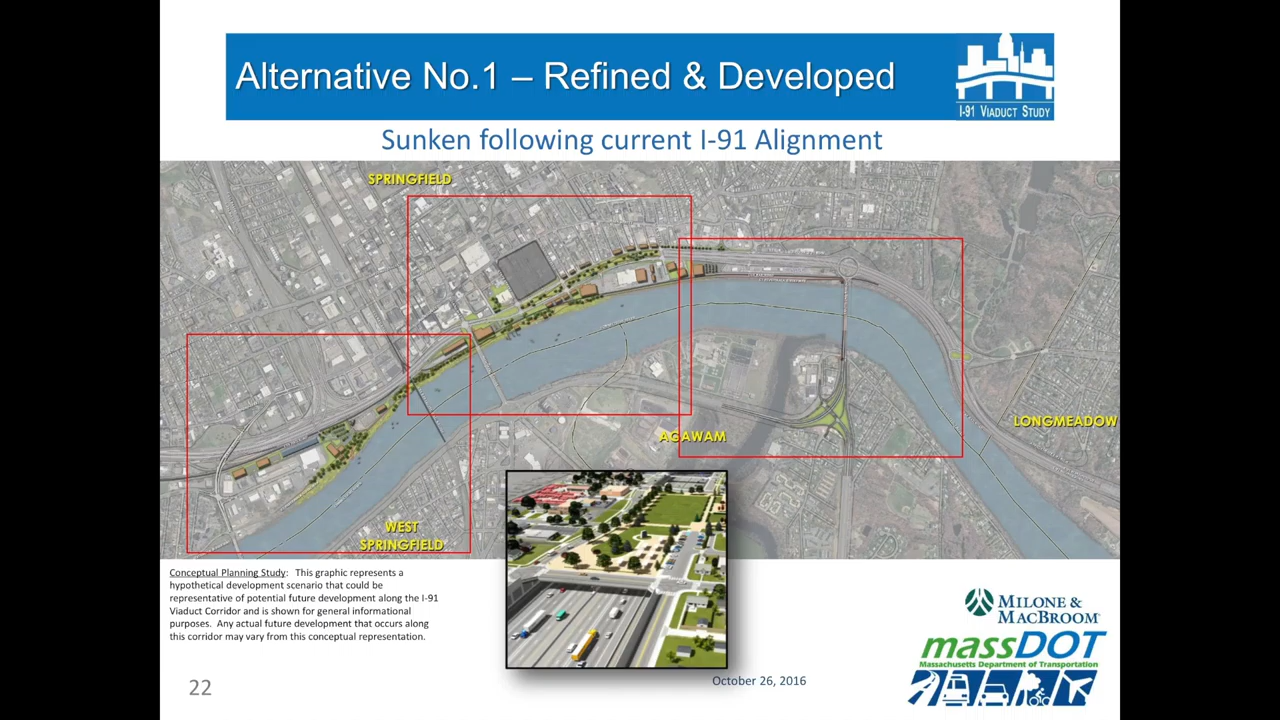 Alternative No.1 – Refined & Developed
I-91 VIADUCT STUDY
Sunken following current I-91 Alignment
SPRINGFIELD
LONGMEADOW
AGAWAM
WEST
SPRINGFIELD
Conceptual Planning Study: This graphic represents a
hypothetical development scenario that could be
representative of potential future development along the I-91
Viaduct Corridor and is shown for general informational
purposes. Any actual future development that occurs along
this corridor may vary from this conceptual representation.
MILONE &
MACBROOM
massDOT
Massachusetts Department of Transportation
22
October 26, 2016